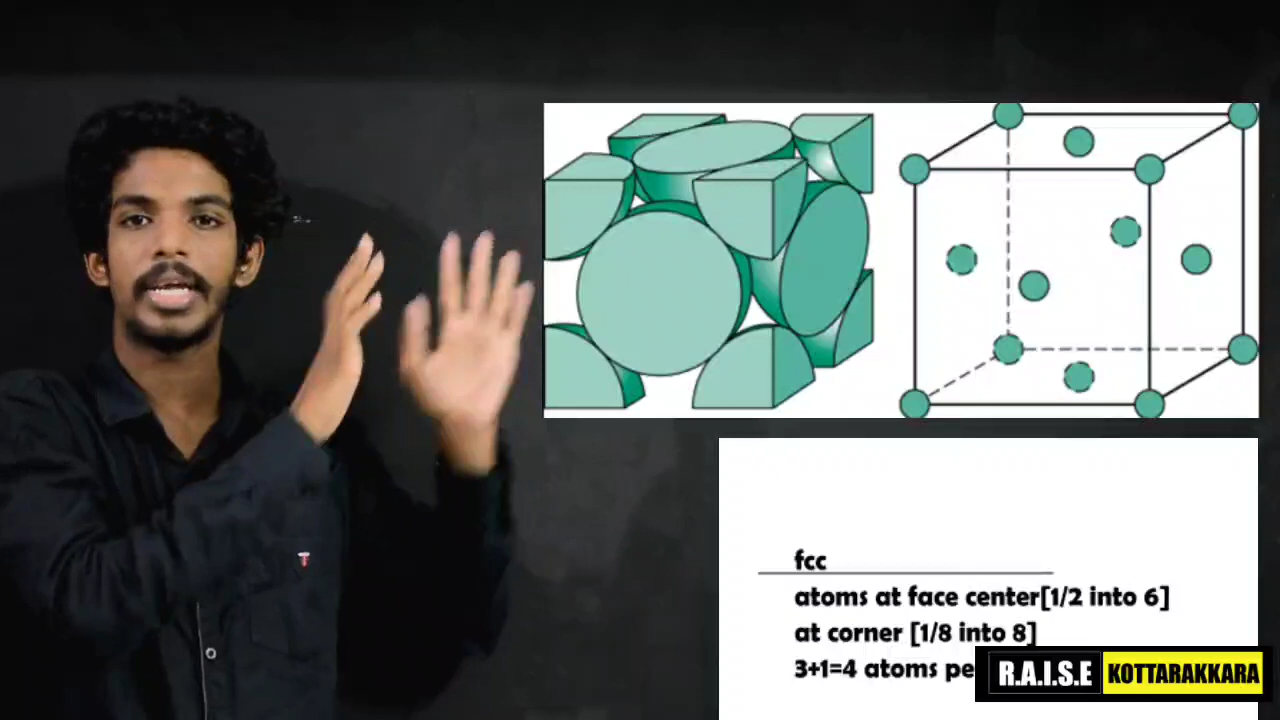 fcc
atoms at face center[1/2 into 6]
at corner [1/8 into 8]
3+1=4 atoms pe
R.A.I.S.E KOTTARAKKARA